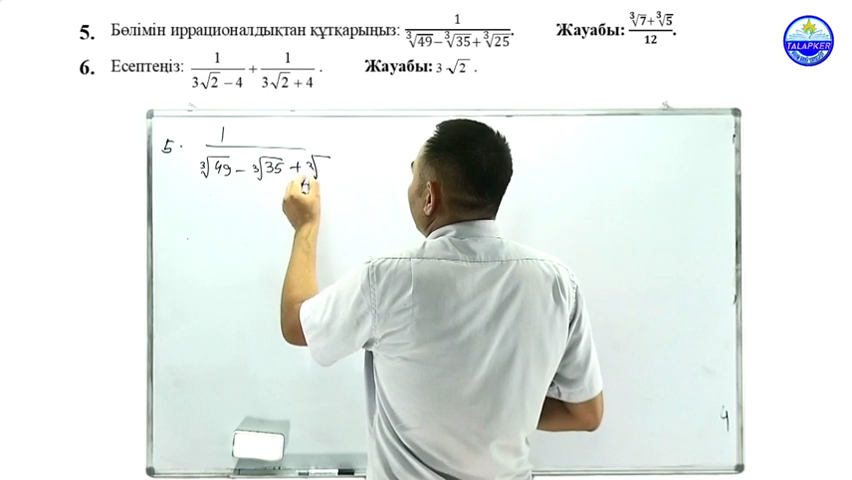 5. Бөлімін иррационалдықтан құтқарыңыз: 1/(∛49−∛35+∛25). Жауабы: (∛7+∛5)/12.
6. Есептеңіз: 1/(3√2−4) + 1/(3√2+4). Жауабы: 3√2.
TALAPKER
5. 1/(∛49 − ∛35 + ∛
4